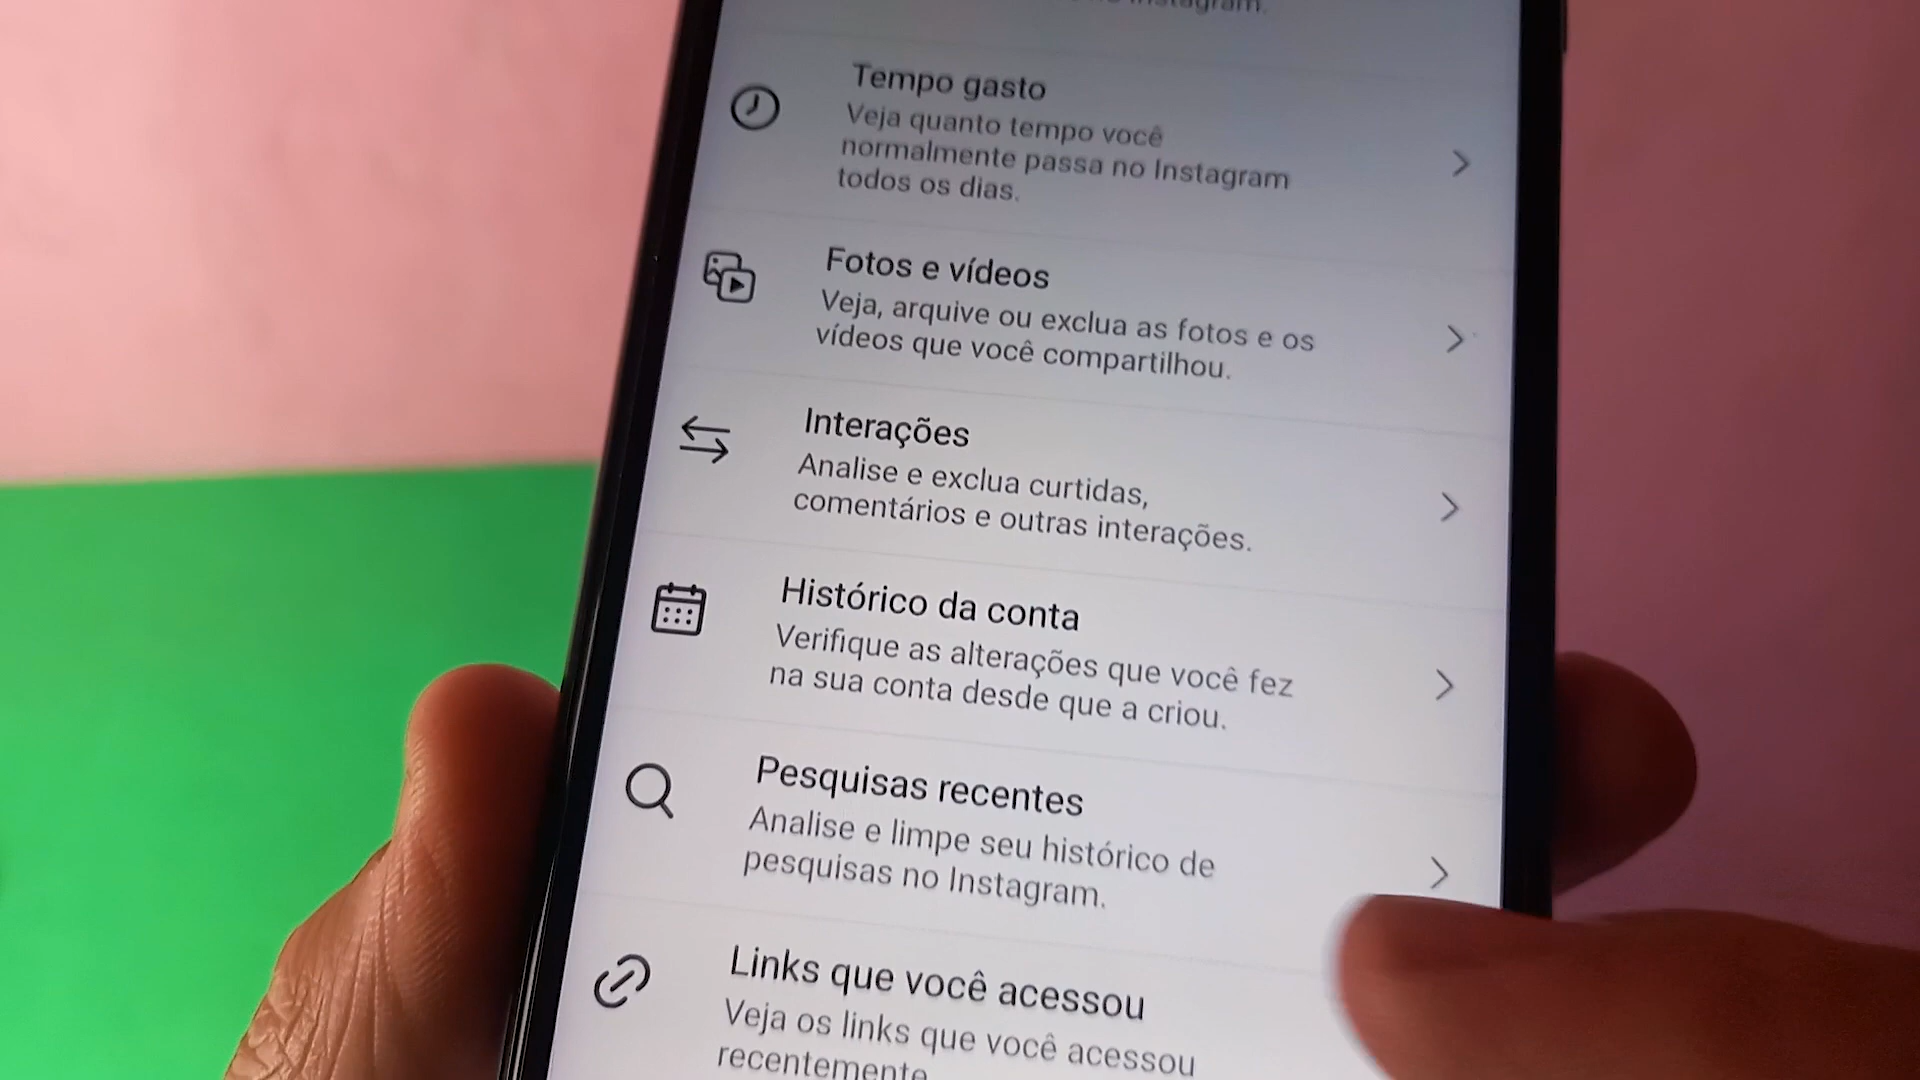 Instagram.
Tempo gasto
Veja quanto tempo você
normalmente passa no Instagram
todos os dias.
Fotos e vídeos
Veja, arquive ou exclua as fotos e os
vídeos que você compartilhou.
Interações
Analise e exclua curtidas,
comentários e outras interações.
Histórico da conta
Verifique as alterações que você fez
na sua conta desde que a criou.
Pesquisas recentes
Analise e limpe seu histórico de
pesquisas no Instagram.
Links que você acessou
Veja os links que você acessou
recentemente